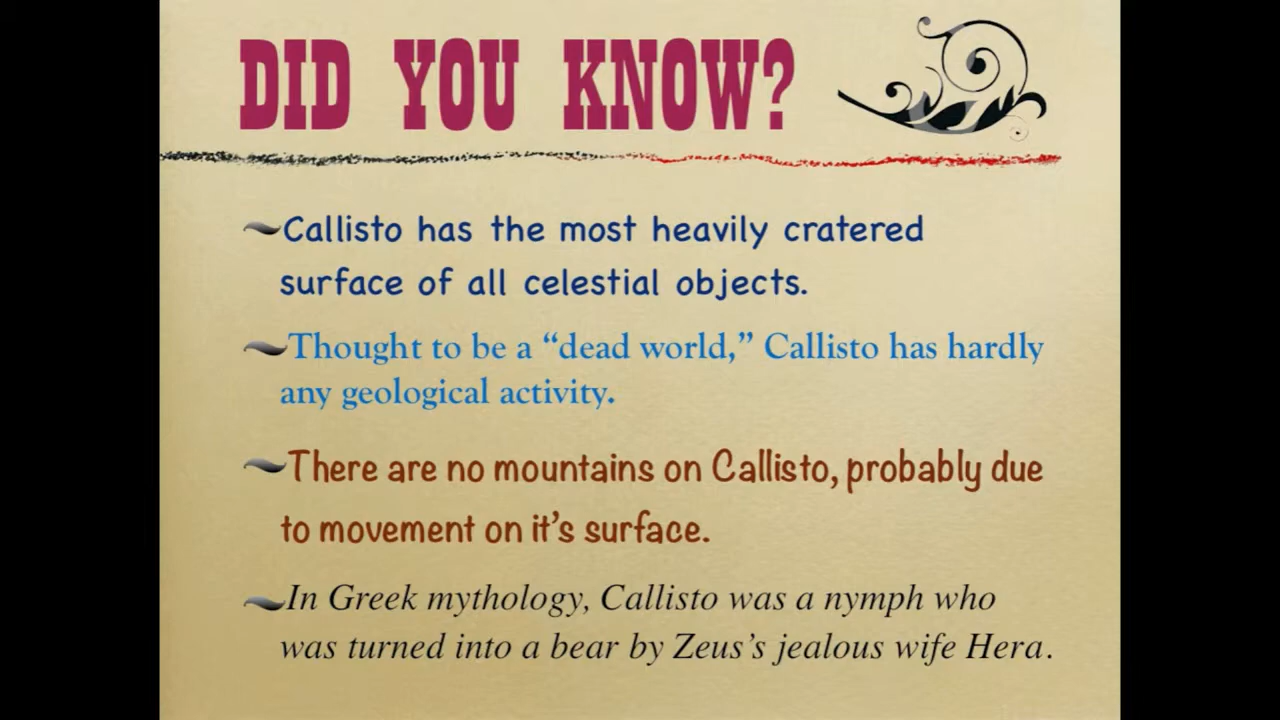 DID YOU KNOW?
Callisto has the most heavily cratered
surface of all celestial objects.
Thought to be a “dead world,” Callisto has hardly
any geological activity.
There are no mountains on Callisto, probably due
to movement on it’s surface.
In Greek mythology, Callisto was a nymph who
was turned into a bear by Zeus’s jealous wife Hera.